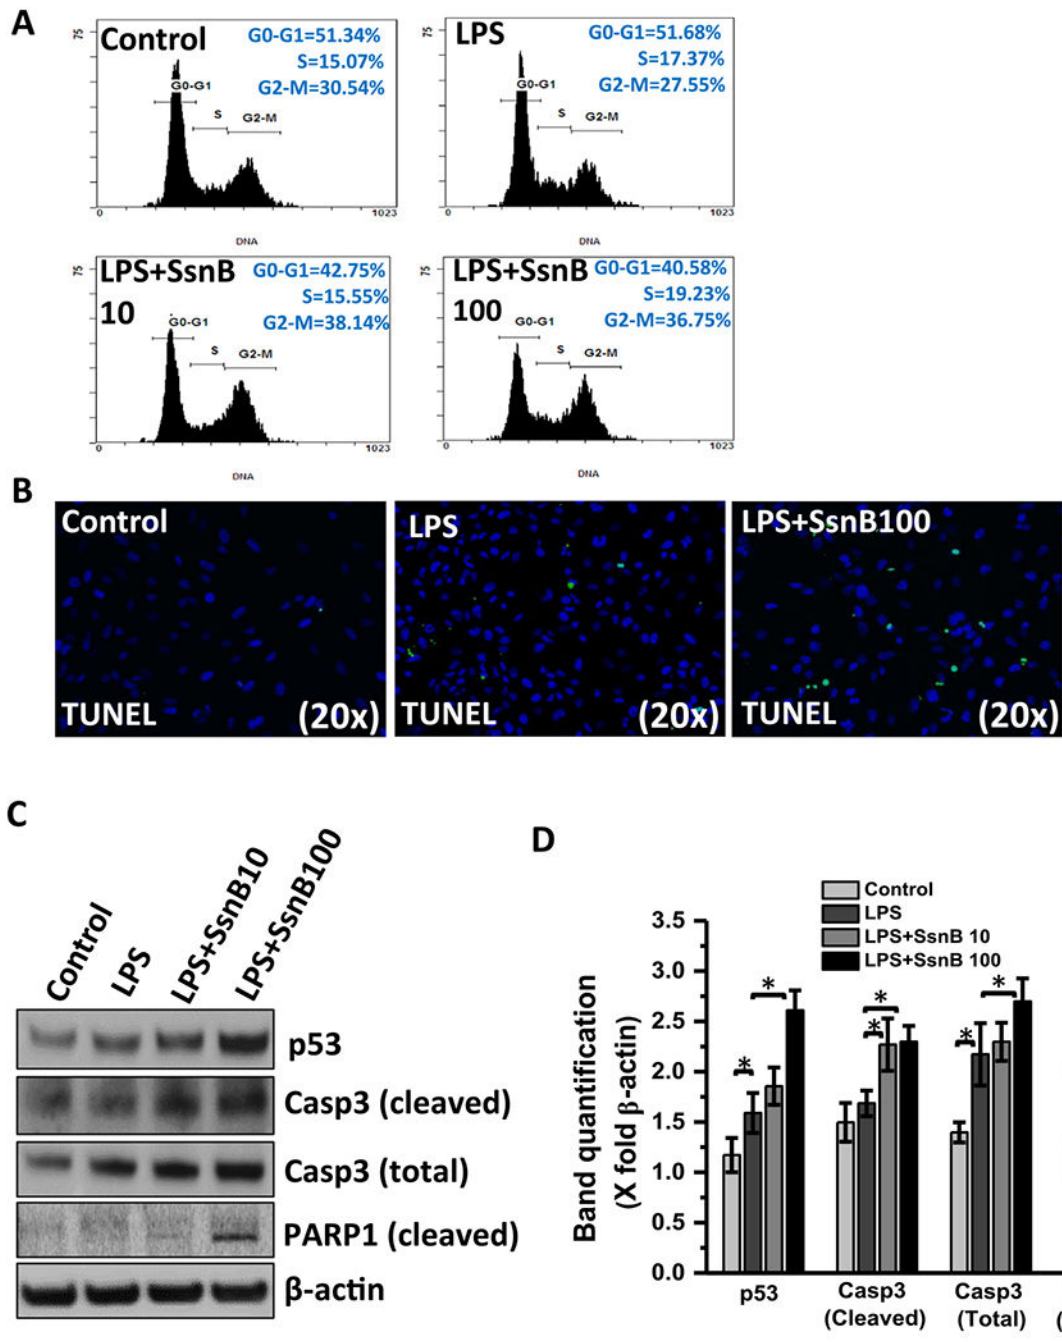 A
Control
G0-G1=51.34%
S=15.07%
G2-M=30.54%
75
G0-G1
S
G2-M
0
1023
DNA
LPS
G0-G1=51.68%
S=17.37%
G2-M=27.55%
75
G0-G1
S
G2-M
0
1023
DNA
LPS+SsnB
10
G0-G1=42.75%
S=15.55%
G2-M=38.14%
75
G0-G1
S
G2-M
0
1023
DNA
LPS+SsnB
100
G0-G1=40.58%
S=19.23%
G2-M=36.75%
75
G0-G1
S
G2-M
0
1023
DNA
B
Control
TUNEL
(20x)
LPS
TUNEL
(20x)
LPS+SsnB100
TUNEL
(20x)
C
Control
LPS
LPS+SsnB10
LPS+SsnB100
p53
Casp3 (cleaved)
Casp3 (total)
PARP1 (cleaved)
β-actin
D
Control
LPS
LPS+SsnB 10
LPS+SsnB 100
Band quantification
(X fold β-actin)
3.5
3.0
2.5
2.0
1.5
1.0
0.5
0.0
*
*
*
*
*
*
p53
Casp3
(Cleaved)
Casp3
(Total)
(